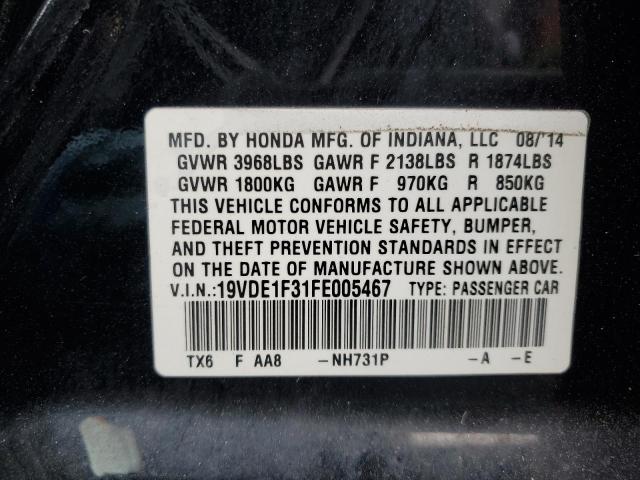 MFD. BY HONDA MFG. OF INDIANA, LLC 08/'14
GVWR 3968LBS GAWR F 2138LBS R 1874LBS
GVWR 1800KG GAWR F 970KG R 850KG
THIS VEHICLE CONFORMS TO ALL APPLICABLE
FEDERAL MOTOR VEHICLE SAFETY, BUMPER,
AND THEFT PREVENTION STANDARDS IN EFFECT
ON THE DATE OF MANUFACTURE SHOWN ABOVE.
V.I.N.:19VDE1F31FE005467 TYPE: PASSENGER CAR
TX6 F AA8 -NH731P -A -E